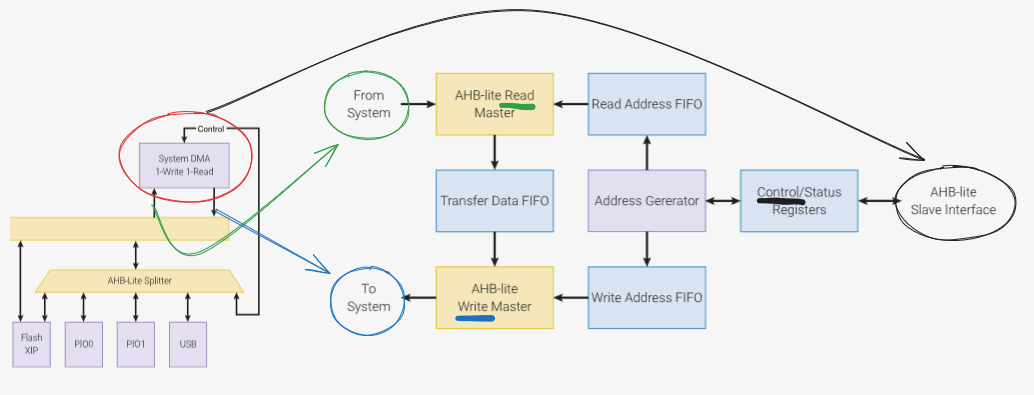 Control
System DMA
1-Write 1-Read
AHB-Lite Splitter
Flash
XIP
PIO0
PIO1
USB
From
System
AHB-lite Read
Master
Read Address FIFO
Transfer Data FIFO
Address Gererator
Control/Status
Registers
AHB-lite
Slave Interface
To
System
AHB-lite
Write Master
Write Address FIFO